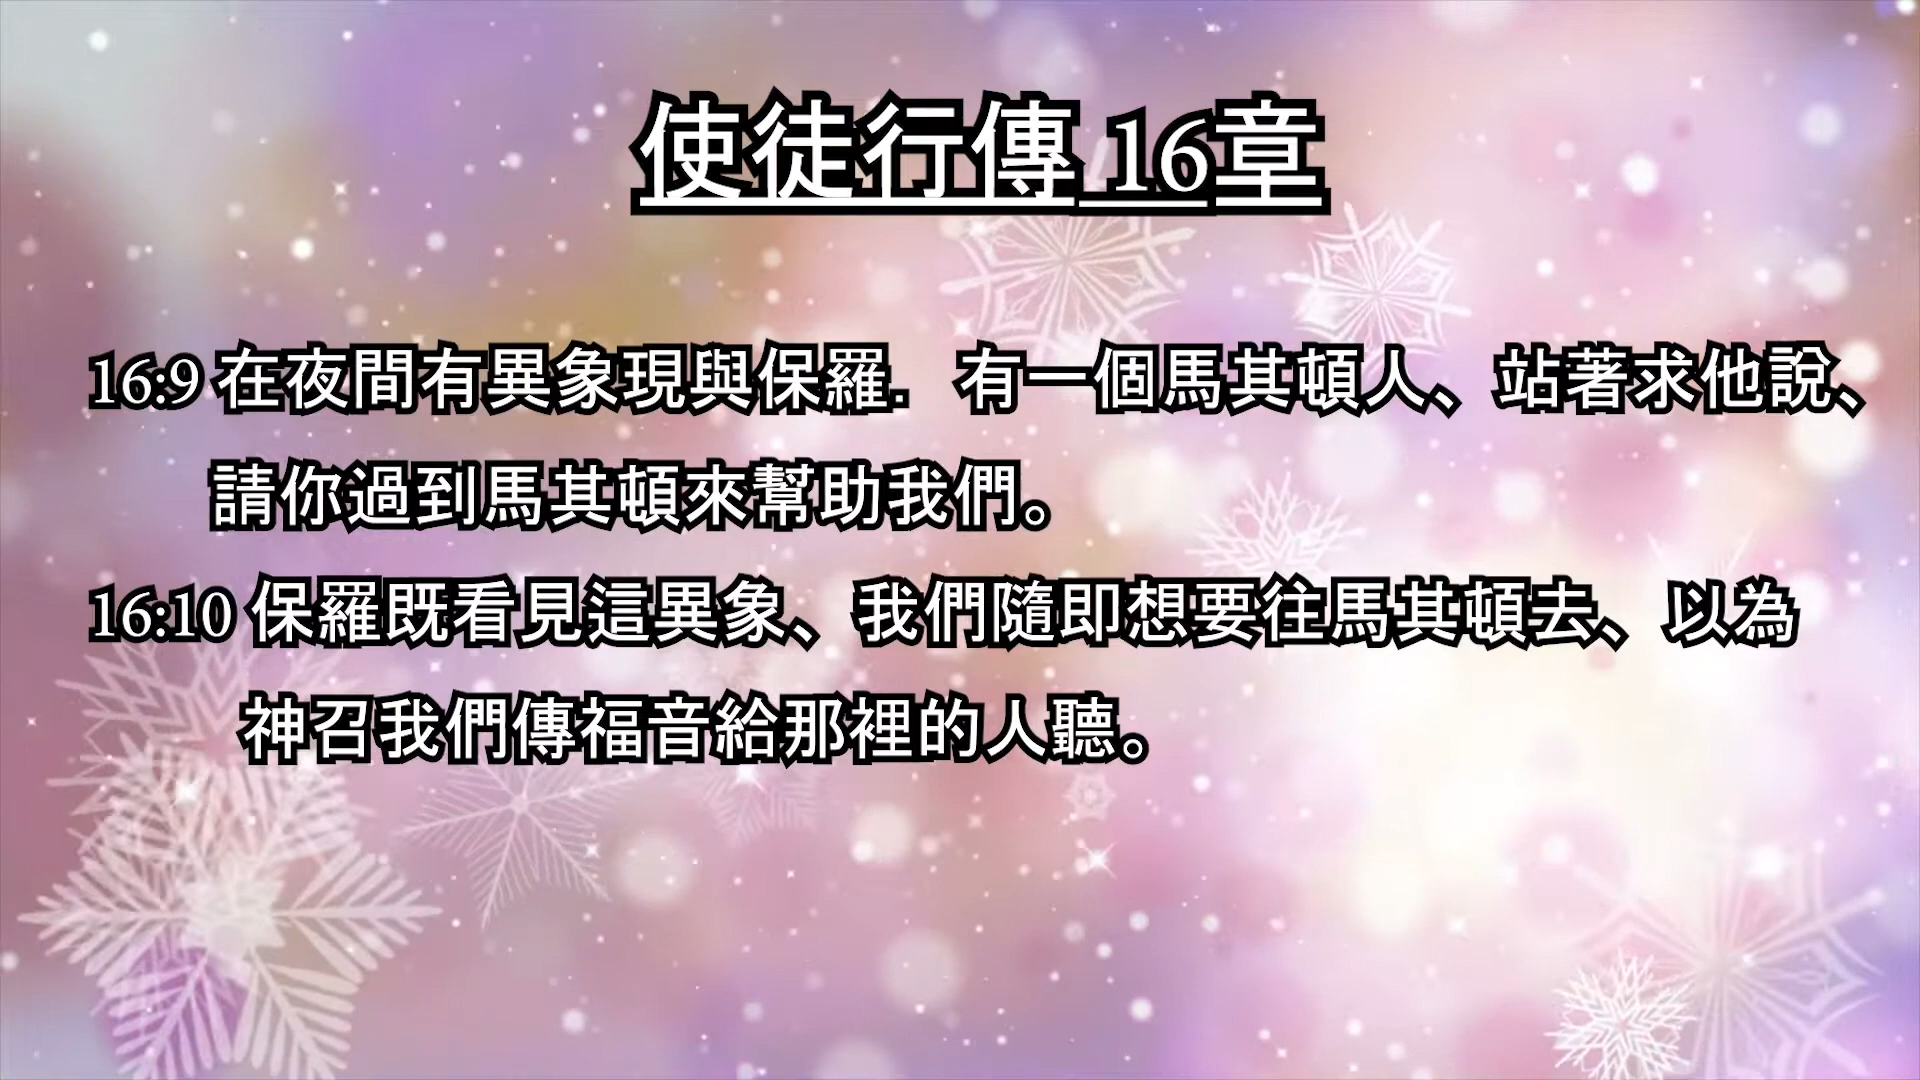 使徒行傳 16章
16:9 在夜間有異象現與保羅． 有一個馬其頓人、站著求他說、
請你過到馬其頓來幫助我們。
16:10 保羅既看見這異象、我們隨即想要往馬其頓去、以為
神召我們傳福音給那裡的人聽。